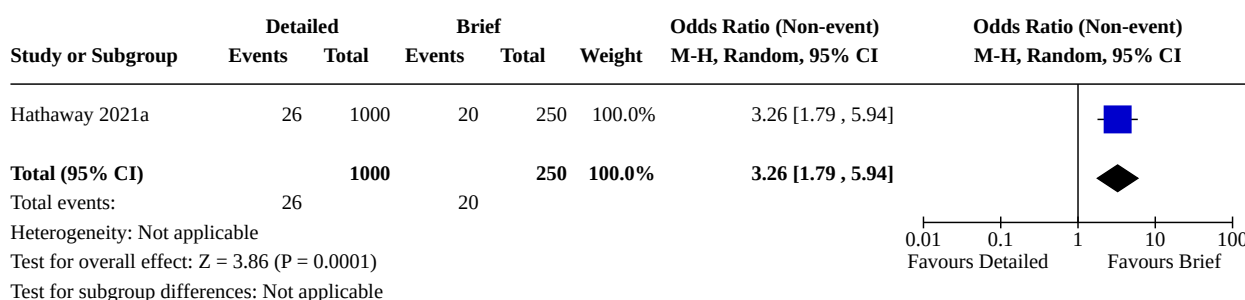 Detailed Brief Odds Ratio (Non-event) Odds Ratio (Non-event)
Study or Subgroup Events Total Events Total Weight M-H, Random, 95% CI M-H, Random, 95% CI
Hathaway 2021a 26 1000 20 250 100.0% 3.26 [1.79 , 5.94]
Total (95% CI) 1000 250 100.0% 3.26 [1.79 , 5.94]
Total events: 26 20
Heterogeneity: Not applicable
0.01 0.1 1 10 100
Test for overall effect: Z = 3.86 (P = 0.0001)
Favours Detailed Favours Brief
Test for subgroup differences: Not applicable